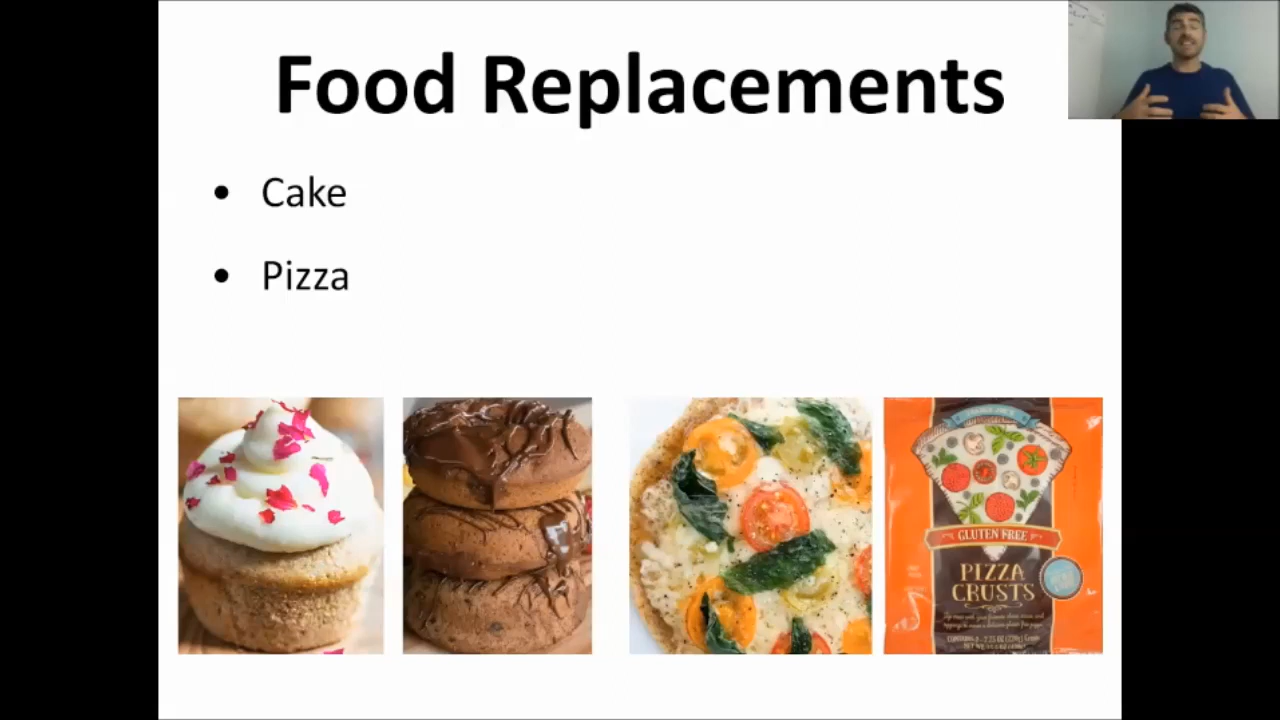 Food Replacements
• Cake
• Pizza
GLUTEN FREE
PIZZA
CRUSTS